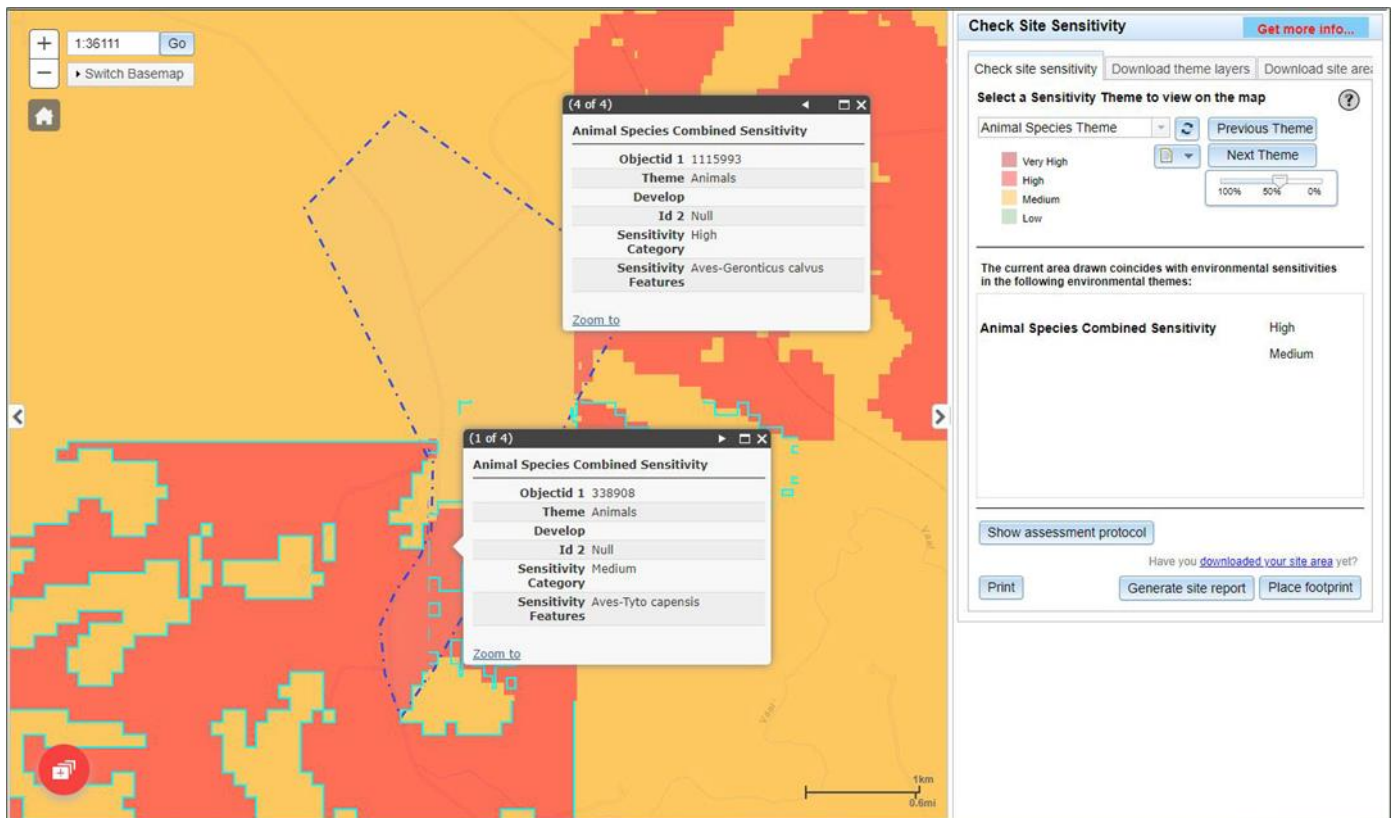 1:36111
Go
Switch Basemap
(4 of 4)
Animal Species Combined Sensitivity
Objectid 1 1115993
Theme Animals
Develop
Id 2 Null
Sensitivity High
Category
Sensitivity Aves-Geronticus calvus
Features
Zoom to
(1 of 4)
Animal Species Combined Sensitivity
Objectid 1 338908
Theme Animals
Develop
Id 2 Null
Sensitivity Medium
Category
Sensitivity Aves-Tyto capensis
Features
Zoom to
Vaal
Vaal
1km
0.6mi
Check Site Sensitivity
Get more info...
Check site sensitivity
Download theme layers
Download site area
Select a Sensitivity Theme to view on the map
?
Animal Species Theme
Previous Theme
Next Theme
Very High
High
Medium
Low
100% 50% 0%
The current area drawn coincides with environmental sensitivities
in the following environmental themes:
Animal Species Combined Sensitivity High
Medium
Show assessment protocol
Have you downloaded your site area yet?
Print
Generate site report
Place footprint